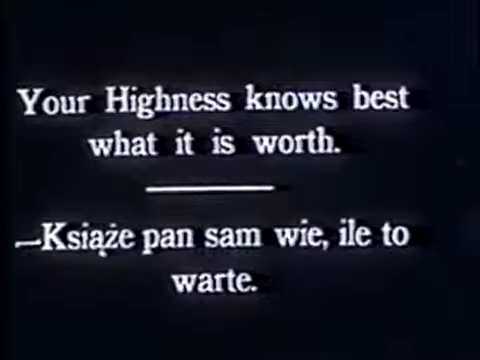 Your Highness knows best
what it is worth.
—Książe pan sam wie, ile to
warte.